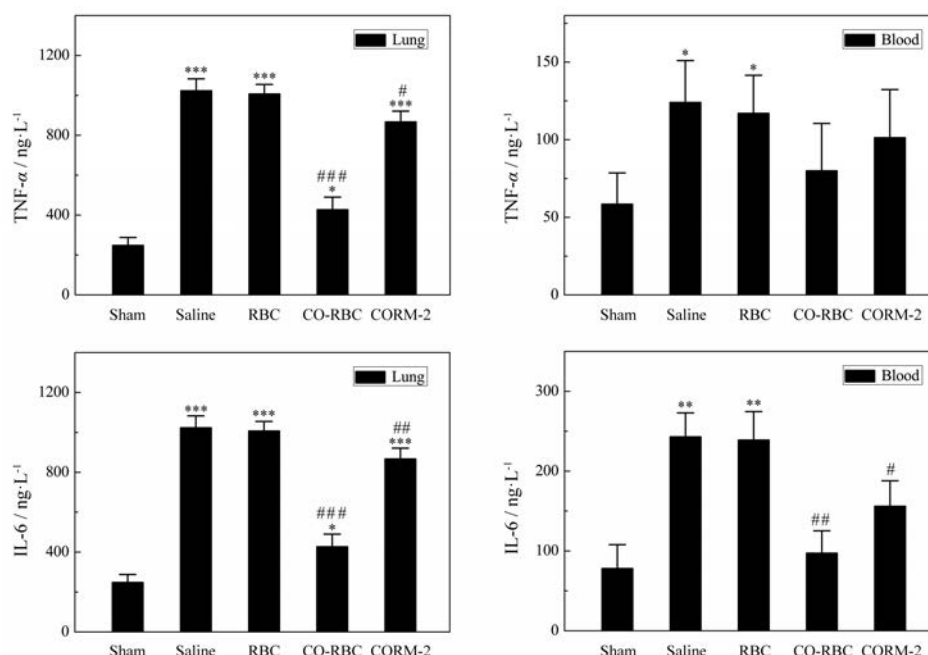 Lung
1200
800
400
0
TNF-α / ng·L⁻¹
***
***
###
*
#
***
Sham Saline RBC CO-RBC CORM-2
Blood
150
100
50
0
TNF-α / ng·L⁻¹
*
*
Sham Saline RBC CO-RBC CORM-2
Lung
1200
800
400
0
IL-6 / ng·L⁻¹
***
***
###
*
##
***
Sham Saline RBC CO-RBC CORM-2
Blood
300
200
100
0
IL-6 / ng·L⁻¹
**
**
##
#
Sham Saline RBC CO-RBC CORM-2